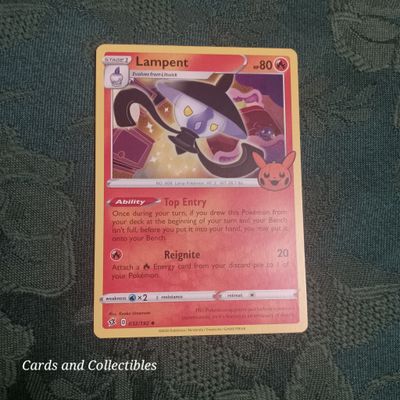 STAGE 1
Lampent
HP 80
Evolves from Litwick
Ability
Top Entry
Once during your turn, if you drew this Pokémon from
your deck at the beginning of your turn and your Bench
isn't full, before you put it into your hand, you may put it
onto your Bench.
Reignite 20
Attach a Energy card from your discard pile to 1 of
your Pokémon.
weakness ×2 resistance retreat
Cards and Collectibles